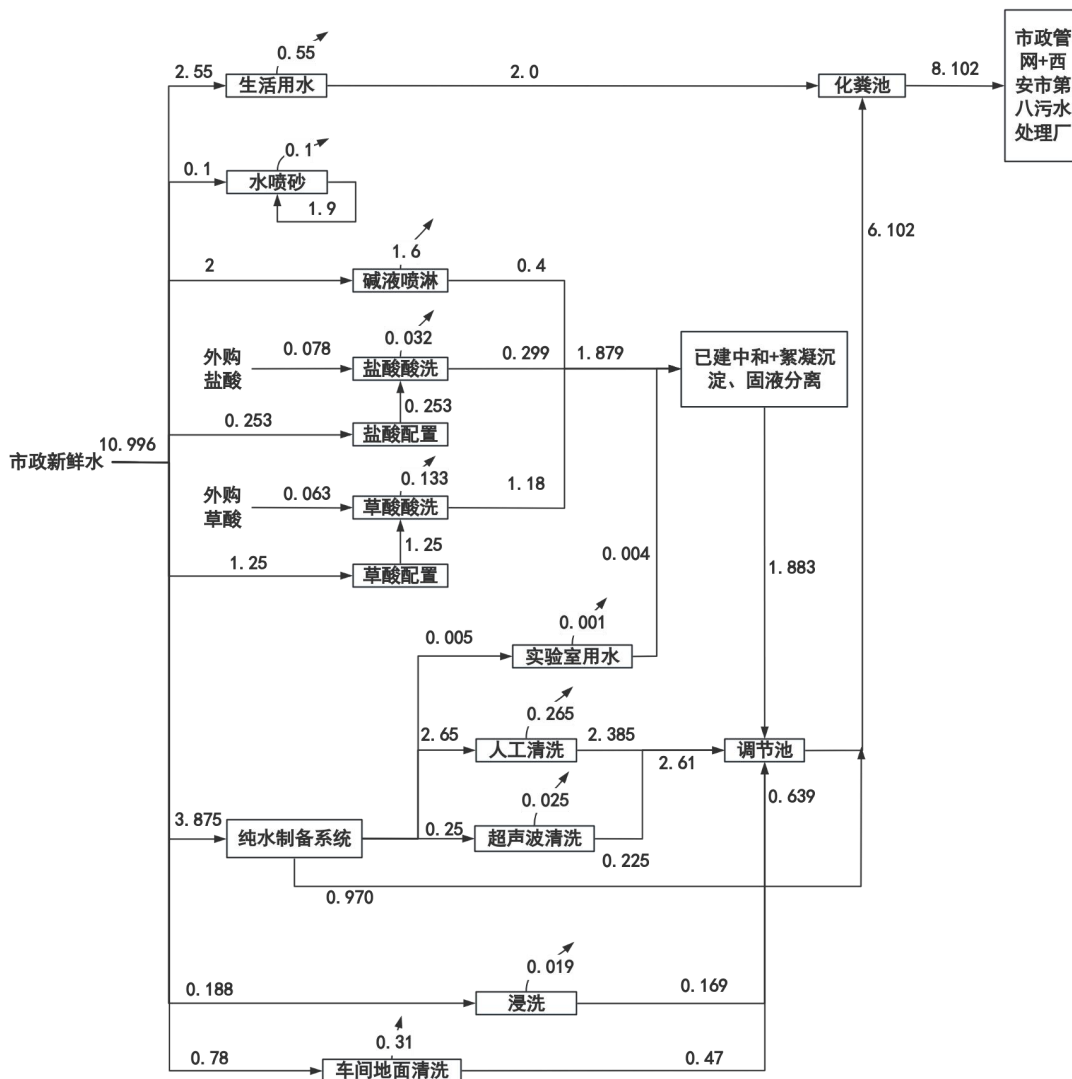 0.55
2.55
生活用水
2.0
化粪池
8.102
市政管
网+西
安市第
八污水
处理厂
0.1
0.1
水喷砂
1.9
6.102
1.6
2
碱液喷淋
0.4
0.032
外购
盐酸
0.078
盐酸酸洗
0.299
1.879
已建中和+絮凝沉
淀、固液分离
0.253
0.253
盐酸配置
市政新鲜水
10.996
0.133
外购
草酸
0.063
草酸酸洗
1.18
1.25
1.25
草酸配置
0.004
1.883
0.001
0.005
实验室用水
0.265
2.65
人工清洗
2.385
2.61
调节池
0.639
0.025
3.875
纯水制备系统
0.25
超声波清洗
0.225
0.970
0.019
0.188
浸洗
0.169
0.31
0.78
车间地面清洗
0.47